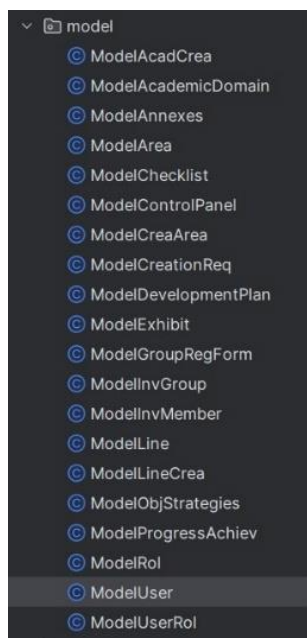 model
ModelAcadCrea
ModelAcademicDomain
ModelAnnexes
ModelArea
ModelChecklist
ModelControlPanel
ModelCreaArea
ModelCreationReq
ModelDevelopmentPlan
ModelExhibit
ModelGroupRegForm
ModelInvGroup
ModelInvMember
ModelLine
ModelLineCrea
ModelObjStrategies
ModelProgressAchiev
ModelRol
ModelUser
ModelUserRol